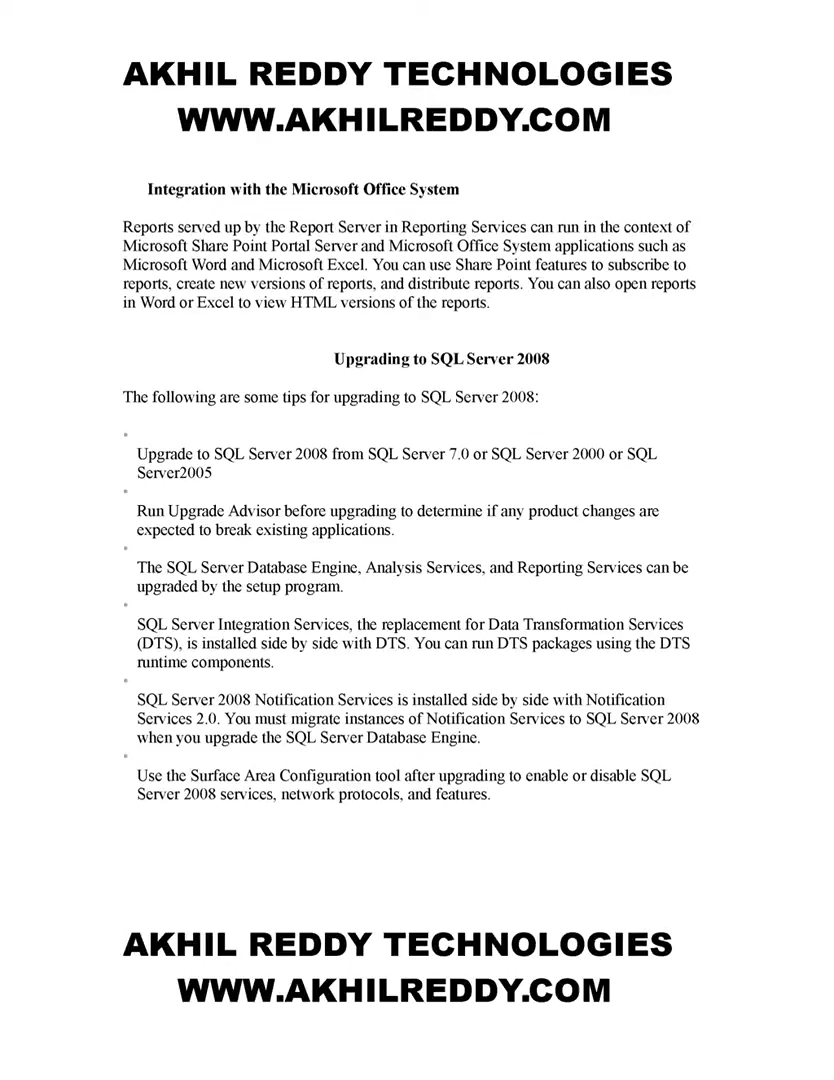 AKHIL REDDY TECHNOLOGIES
WWW.AKHILREDDY.COM
Integration with the Microsoft Office System
Reports served up by the Report Server in Reporting Services can run in the context of
Microsoft Share Point Portal Server and Microsoft Office System applications such as
Microsoft Word and Microsoft Excel. You can use Share Point features to subscribe to
reports, create new versions of reports, and distribute reports. You can also open reports
in Word or Excel to view HTML versions of the reports.
Upgrading to SQL Server 2008
The following are some tips for upgrading to SQL Server 2008:
Upgrade to SQL Server 2008 from SQL Server 7.0 or SQL Server 2000 or SQL
Server2005
Run Upgrade Advisor before upgrading to determine if any product changes are
expected to break existing applications.
The SQL Server Database Engine, Analysis Services, and Reporting Services can be
upgraded by the setup program.
SQL Server Integration Services, the replacement for Data Transformation Services
(DTS), is installed side by side with DTS. You can run DTS packages using the DTS
runtime components.
SQL Server 2008 Notification Services is installed side by side with Notification
Services 2.0. You must migrate instances of Notification Services to SQL Server 2008
when you upgrade the SQL Server Database Engine.
Use the Surface Area Configuration tool after upgrading to enable or disable SQL
Server 2008 services, network protocols, and features.
AKHIL REDDY TECHNOLOGIES
WWW.AKHILREDDY.COM